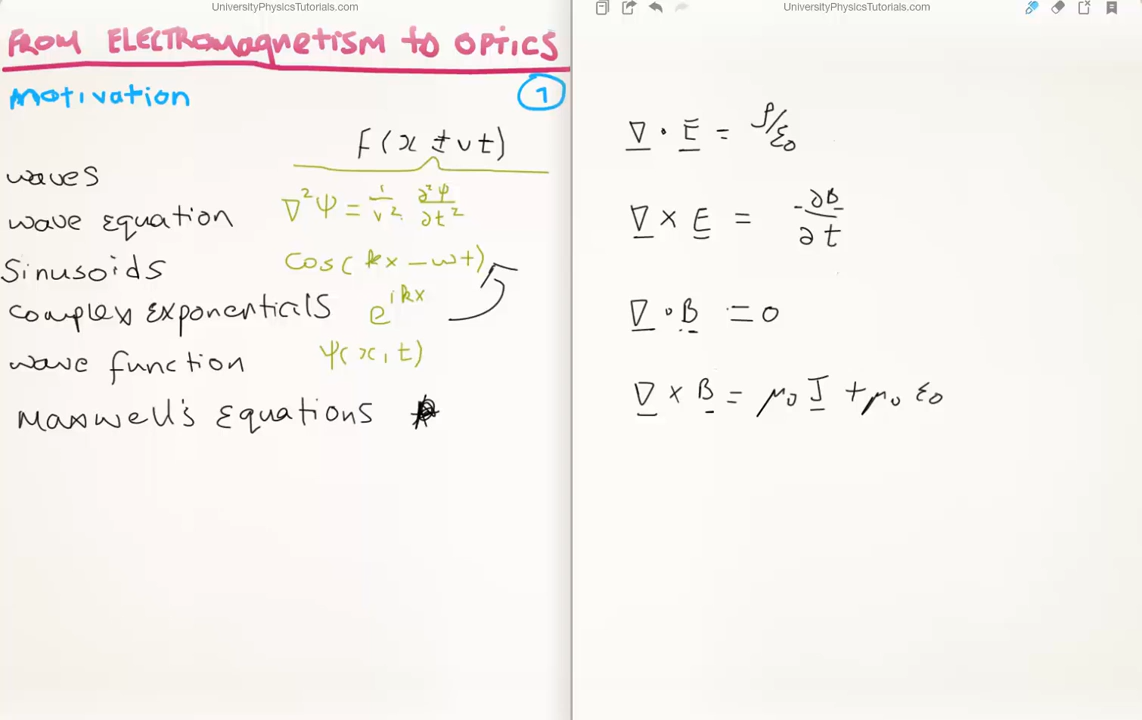 UniversityPhysicsTutorials.com
FROM ELECTROMagnETISM to OPTICS
motivation
1
F(x ± vt)
waves
wave equation ∇²Ψ = 1/v² ∂²Ψ/∂t²
Sinusoids cos(kx - ωt)
complex Exponentials e^ikx
wave function Ψ(x, t)
Maxwell's Equations
UniversityPhysicsTutorials.com
∇ · E = ρ/ε₀
∇ × E = -∂B/∂t
∇ · B = 0
∇ × B = μ₀ J + μ₀ ε₀